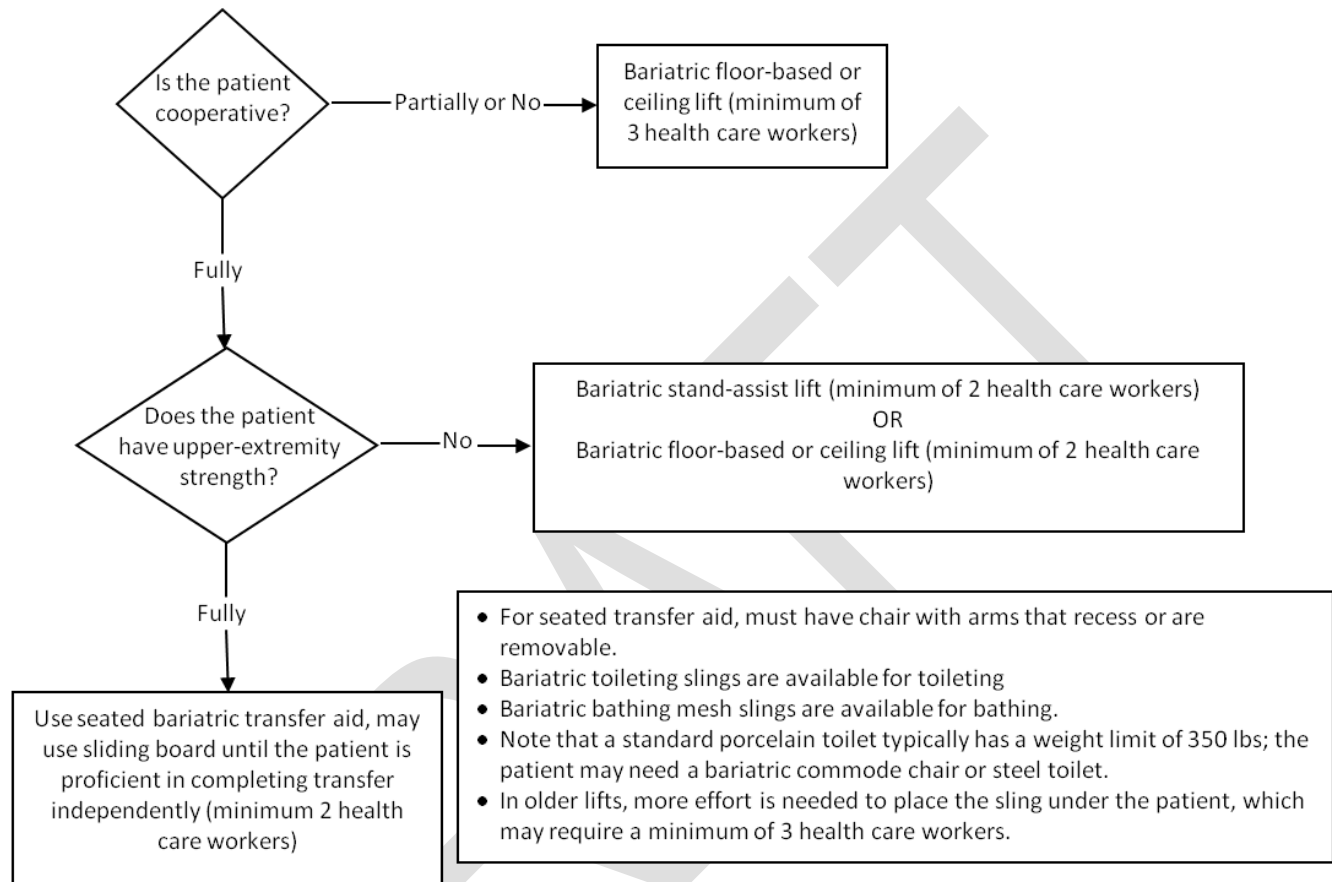 Is the patient
cooperative?
Partially or No
Bariatric floor-based or
ceiling lift (minimum of
3 health care workers)
Fully
Does the patient
have upper-extremity
strength?
No
Bariatric stand-assist lift (minimum of 2 health care workers)
OR
Bariatric floor-based or ceiling lift (minimum of 2 health care
workers)
Fully
Use seated bariatric transfer aid, may
use sliding board until the patient is
proficient in completing transfer
independently (minimum 2 health
care workers)
• For seated transfer aid, must have chair with arms that recess or are
removable.
• Bariatric toileting slings are available for toileting
• Bariatric bathing mesh slings are available for bathing.
• Note that a standard porcelain toilet typically has a weight limit of 350 lbs; the
patient may need a bariatric commode chair or steel toilet.
• In older lifts, more effort is needed to place the sling under the patient, which
may require a minimum of 3 health care workers.